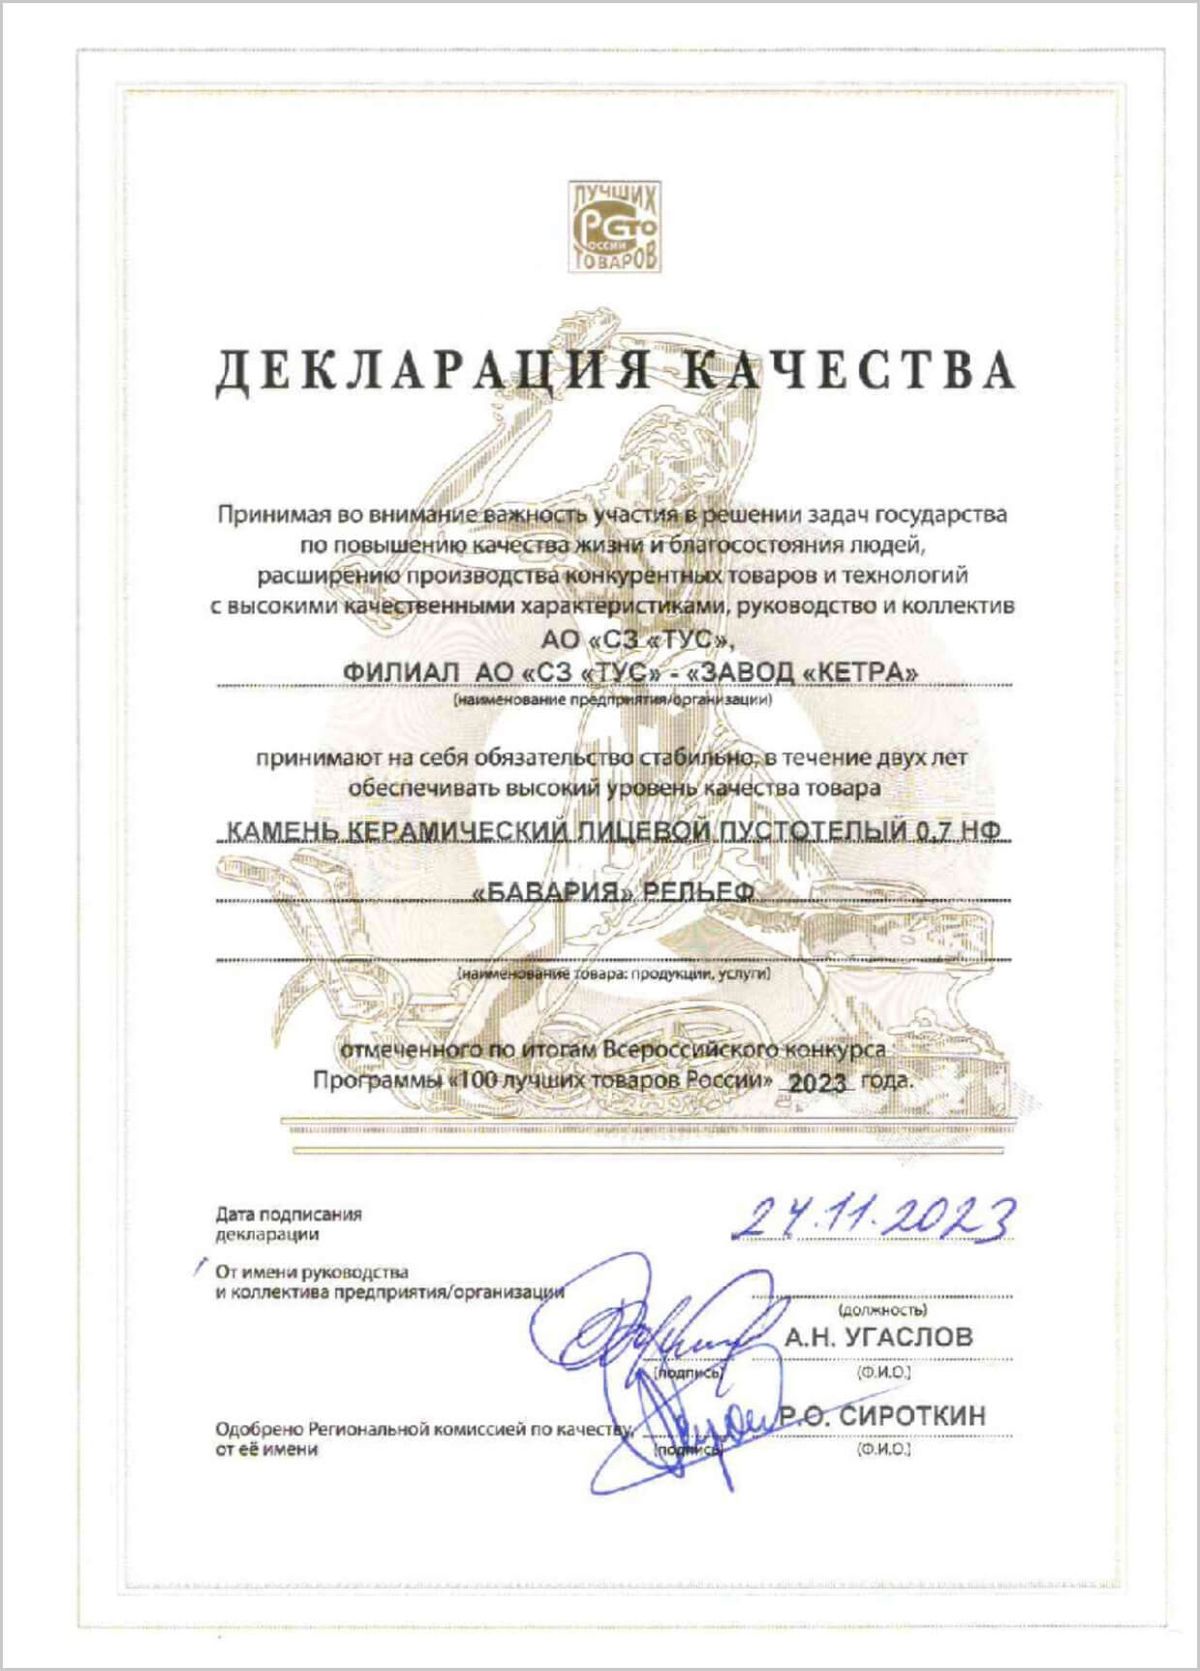 ЛУЧШИХ
РСТО
РОССИИ
ТОВАРОВ
ДЕКЛАРАЦИЯ КАЧЕСТВА
Принимая во внимание важность участия в решении задач государства
по повышению качества жизни и благосостояния людей,
расширению производства конкурентных товаров и технологий
с высокими качественными характеристиками, руководство и коллектив
АО «СЗ «ТУС»,
ФИЛИАЛ АО «СЗ «ТУС» - «ЗАВОД «КЕТРА»
(наименование предприятия/организации)
принимают на себя обязательство стабильно, в течение двух лет
обеспечивать высокий уровень качества товара
КАМЕНЬ КЕРАМИЧЕСКИЙ ЛИЦЕВОЙ ПУСТОТЕЛЫЙ 0,7 НФ
«БАВАРИЯ» РЕЛЬЕФ
(наименование товара: продукции, услуги)
отмеченного по итогам Всероссийского конкурса
Программы «100 лучших товаров России» 2023 года.
Дата подписания
декларации
24.11.2023
От имени руководства
и коллектива предприятия/организации
(должность)
А.Н. УГАСЛОВ
(подпись) (Ф.И.О.)
Одобрено Региональной комиссией по качеству,
от её имени
Р.О. СИРОТКИН
(подпись) (Ф.И.О.)